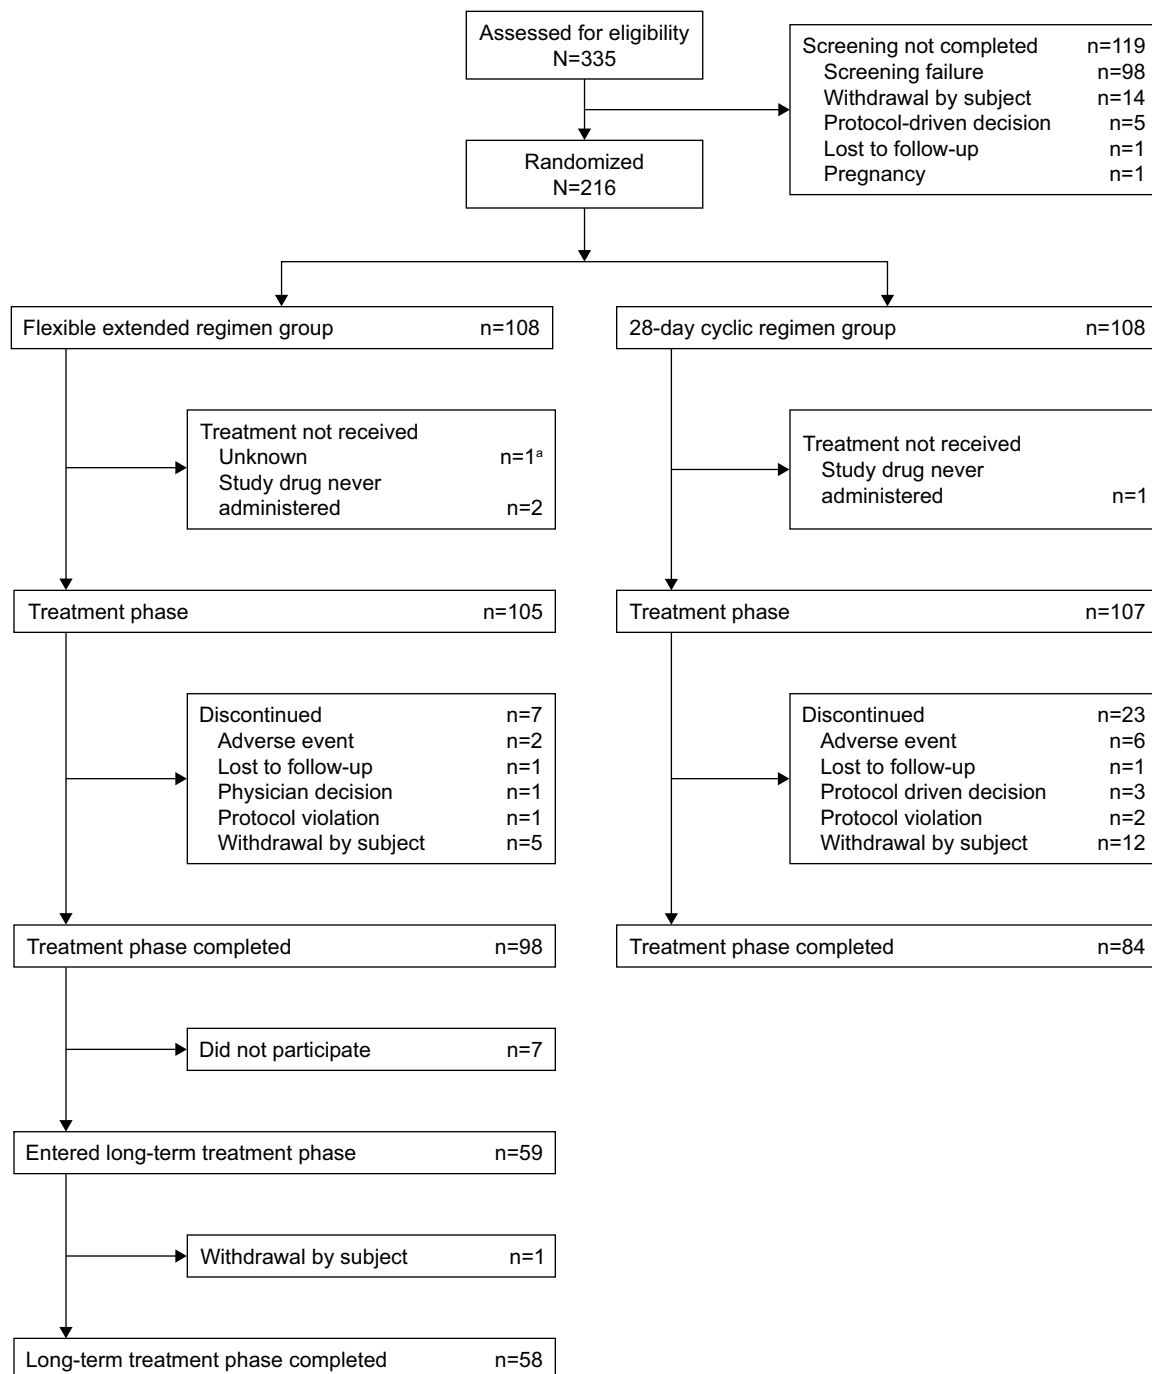 Assessed for eligibility
N=335
Screening not completed n=119
Screening failure n=98
Withdrawal by subject n=14
Protocol-driven decision n=5
Lost to follow-up n=1
Pregnancy n=1
Randomized
N=216
Flexible extended regimen group n=108
28-day cyclic regimen group n=108
Treatment not received
Unknown n=1ᵃ
Study drug never
administered n=2
Treatment not received
Study drug never
administered n=1
Treatment phase n=105
Treatment phase n=107
Discontinued n=7
Adverse event n=2
Lost to follow-up n=1
Physician decision n=1
Protocol violation n=1
Withdrawal by subject n=5
Discontinued n=23
Adverse event n=6
Lost to follow-up n=1
Protocol driven decision n=3
Protocol violation n=2
Withdrawal by subject n=12
Treatment phase completed n=98
Treatment phase completed n=84
Did not participate n=7
Entered long-term treatment phase n=59
Withdrawal by subject n=1
Long-term treatment phase completed n=58